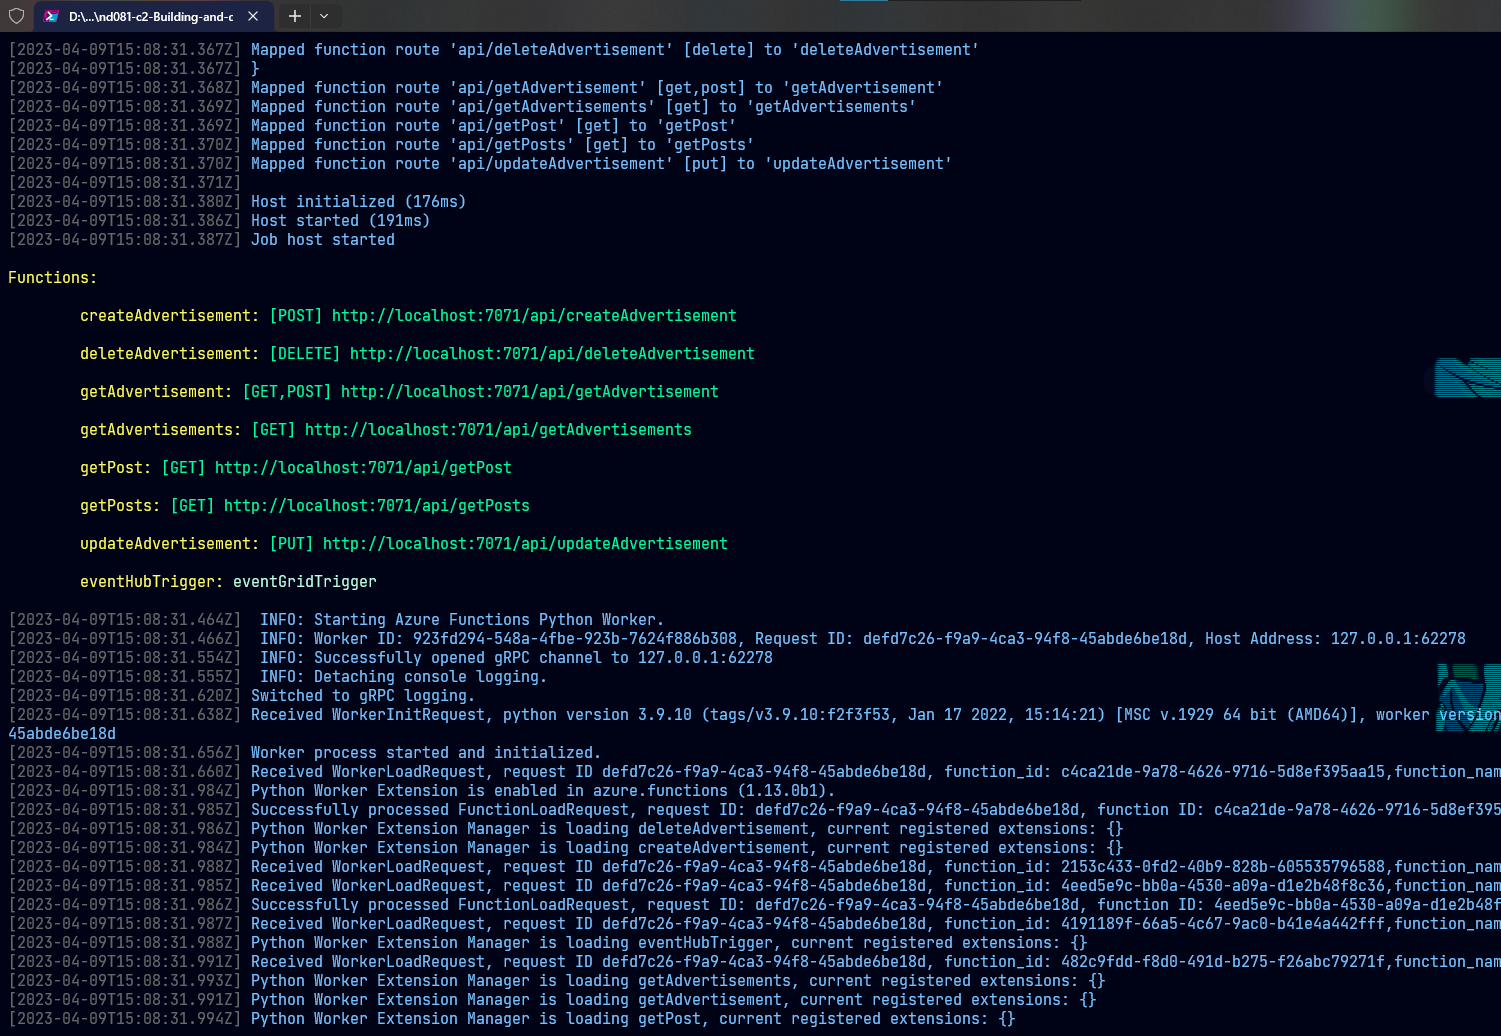 D:\...\nd081-c2-Building-and-c
[2023-04-09T15:08:31.367Z] Mapped function route 'api/deleteAdvertisement' [delete] to 'deleteAdvertisement'
[2023-04-09T15:08:31.367Z] }
[2023-04-09T15:08:31.368Z] Mapped function route 'api/getAdvertisement' [get,post] to 'getAdvertisement'
[2023-04-09T15:08:31.369Z] Mapped function route 'api/getAdvertisements' [get] to 'getAdvertisements'
[2023-04-09T15:08:31.369Z] Mapped function route 'api/getPost' [get] to 'getPost'
[2023-04-09T15:08:31.370Z] Mapped function route 'api/getPosts' [get] to 'getPosts'
[2023-04-09T15:08:31.370Z] Mapped function route 'api/updateAdvertisement' [put] to 'updateAdvertisement'
[2023-04-09T15:08:31.371Z]
[2023-04-09T15:08:31.380Z] Host initialized (176ms)
[2023-04-09T15:08:31.386Z] Host started (191ms)
[2023-04-09T15:08:31.387Z] Job host started
Functions:
createAdvertisement: [POST] http://localhost:7071/api/createAdvertisement
deleteAdvertisement: [DELETE] http://localhost:7071/api/deleteAdvertisement
getAdvertisement: [GET,POST] http://localhost:7071/api/getAdvertisement
getAdvertisements: [GET] http://localhost:7071/api/getAdvertisements
getPost: [GET] http://localhost:7071/api/getPost
getPosts: [GET] http://localhost:7071/api/getPosts
updateAdvertisement: [PUT] http://localhost:7071/api/updateAdvertisement
eventHubTrigger: eventGridTrigger
[2023-04-09T15:08:31.464Z]  INFO: Starting Azure Functions Python Worker.
[2023-04-09T15:08:31.466Z]  INFO: Worker ID: 923fd294-548a-4fbe-923b-7624f886b308, Request ID: defd7c26-f9a9-4ca3-94f8-45abde6be18d, Host Address: 127.0.0.1:62278
[2023-04-09T15:08:31.554Z]  INFO: Successfully opened gRPC channel to 127.0.0.1:62278
[2023-04-09T15:08:31.555Z]  INFO: Detaching console logging.
[2023-04-09T15:08:31.620Z] Switched to gRPC logging.
[2023-04-09T15:08:31.638Z] Received WorkerInitRequest, python version 3.9.10 (tags/v3.9.10:f2f3f53, Jan 17 2022, 15:14:21) [MSC v.1929 64 bit (AMD64)], worker version
45abde6be18d
[2023-04-09T15:08:31.656Z] Worker process started and initialized.
[2023-04-09T15:08:31.660Z] Received WorkerLoadRequest, request ID defd7c26-f9a9-4ca3-94f8-45abde6be18d, function_id: c4ca21de-9a78-4626-9716-5d8ef395aa15,function_nam
[2023-04-09T15:08:31.984Z] Python Worker Extension is enabled in azure.functions (1.13.0b1).
[2023-04-09T15:08:31.985Z] Successfully processed FunctionLoadRequest, request ID: defd7c26-f9a9-4ca3-94f8-45abde6be18d, function ID: c4ca21de-9a78-4626-9716-5d8ef395
[2023-04-09T15:08:31.986Z] Python Worker Extension Manager is loading deleteAdvertisement, current registered extensions: {}
[2023-04-09T15:08:31.984Z] Python Worker Extension Manager is loading createAdvertisement, current registered extensions: {}
[2023-04-09T15:08:31.988Z] Received WorkerLoadRequest, request ID defd7c26-f9a9-4ca3-94f8-45abde6be18d, function_id: 2153c433-0fd2-40b9-828b-605535796588,function_nam
[2023-04-09T15:08:31.985Z] Received WorkerLoadRequest, request ID defd7c26-f9a9-4ca3-94f8-45abde6be18d, function_id: 4eed5e9c-bb0a-4530-a09a-d1e2b48f8c36,function_nam
[2023-04-09T15:08:31.986Z] Successfully processed FunctionLoadRequest, request ID: defd7c26-f9a9-4ca3-94f8-45abde6be18d, function ID: 4eed5e9c-bb0a-4530-a09a-d1e2b48f
[2023-04-09T15:08:31.987Z] Received WorkerLoadRequest, request ID defd7c26-f9a9-4ca3-94f8-45abde6be18d, function_id: 4191189f-66a5-4c67-9ac0-b41e4a442fff,function_nam
[2023-04-09T15:08:31.988Z] Python Worker Extension Manager is loading eventHubTrigger, current registered extensions: {}
[2023-04-09T15:08:31.991Z] Received WorkerLoadRequest, request ID defd7c26-f9a9-4ca3-94f8-45abde6be18d, function_id: 482c9fdd-f8d0-491d-b275-f26abc79271f,function_nam
[2023-04-09T15:08:31.993Z] Python Worker Extension Manager is loading getAdvertisements, current registered extensions: {}
[2023-04-09T15:08:31.991Z] Python Worker Extension Manager is loading getAdvertisement, current registered extensions: {}
[2023-04-09T15:08:31.994Z] Python Worker Extension Manager is loading getPost, current registered extensions: {}